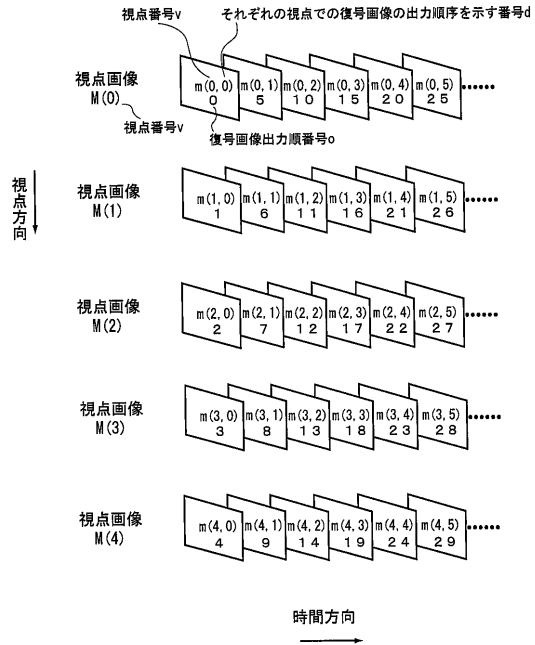 視点番号v
それぞれの視点での復号画像の出力順序を示す番号d
視点画像
M(0)
m(0, 0) m(0, 1) m(0, 2) m(0, 3) m(0, 4) m(0, 5) ••••••
0 5 10 15 20 25
視点番号v
復号画像出力順番号o
視点方向
視点画像
M(1)
m(1, 0) m(1, 1) m(1, 2) m(1, 3) m(1, 4) m(1, 5) ••••••
1 6 11 16 21 26
視点画像
M(2)
m(2, 0) m(2, 1) m(2, 2) m(2, 3) m(2, 4) m(2, 5) ••••••
2 7 12 17 22 27
視点画像
M(3)
m(3, 0) m(3, 1) m(3, 2) m(3, 3) m(3, 4) m(3, 5) ••••••
3 8 13 18 23 28
視点画像
M(4)
m(4, 0) m(4, 1) m(4, 2) m(4, 3) m(4, 4) m(4, 5) ••••••
4 9 14 19 24 29
時間方向